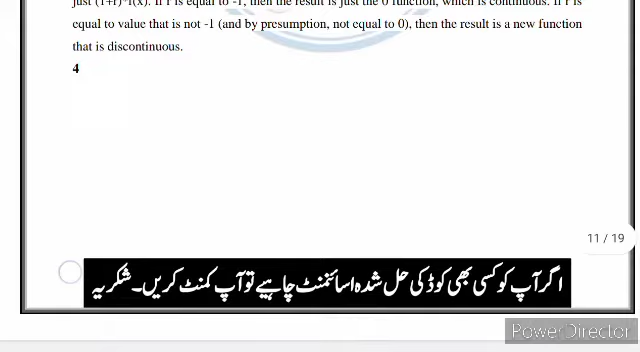 just (1+r)*f(x). If r is equal to -1, then the result is just the 0 function, which is continuous. If r is
equal to value that is not -1 (and by presumption, not equal to 0), then the result is a new function
that is discontinuous.
4
11 / 19
اگر آپ کو کسی بھی کوڈ کی حل شدہ اسائنمنٹ چاہیے تو آپ کمنٹ کریں۔ شکریہ
PowerDirector